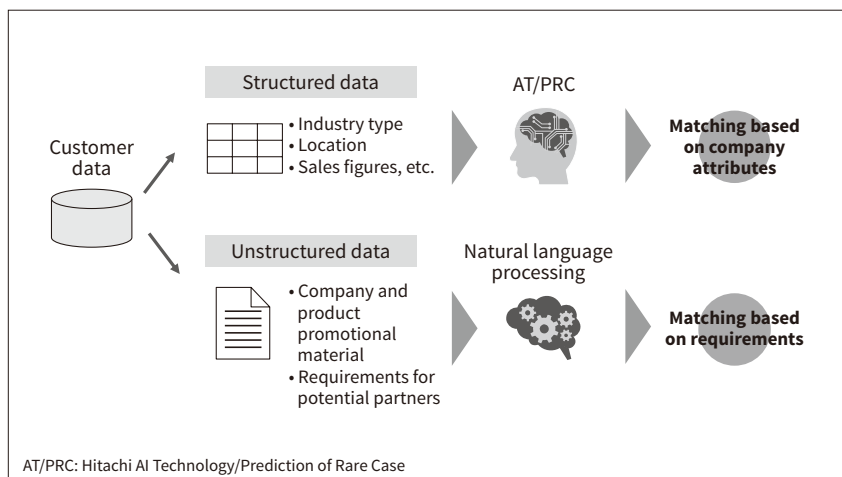 Customer
data
Structured data
• Industry type
• Location
• Sales figures, etc.
AT/PRC
Matching based
on company
attributes
Unstructured data
• Company and
product
promotional
material
• Requirements for
potential partners
Natural language
processing
Matching based
on requirements
AT/PRC: Hitachi AI Technology/Prediction of Rare Case